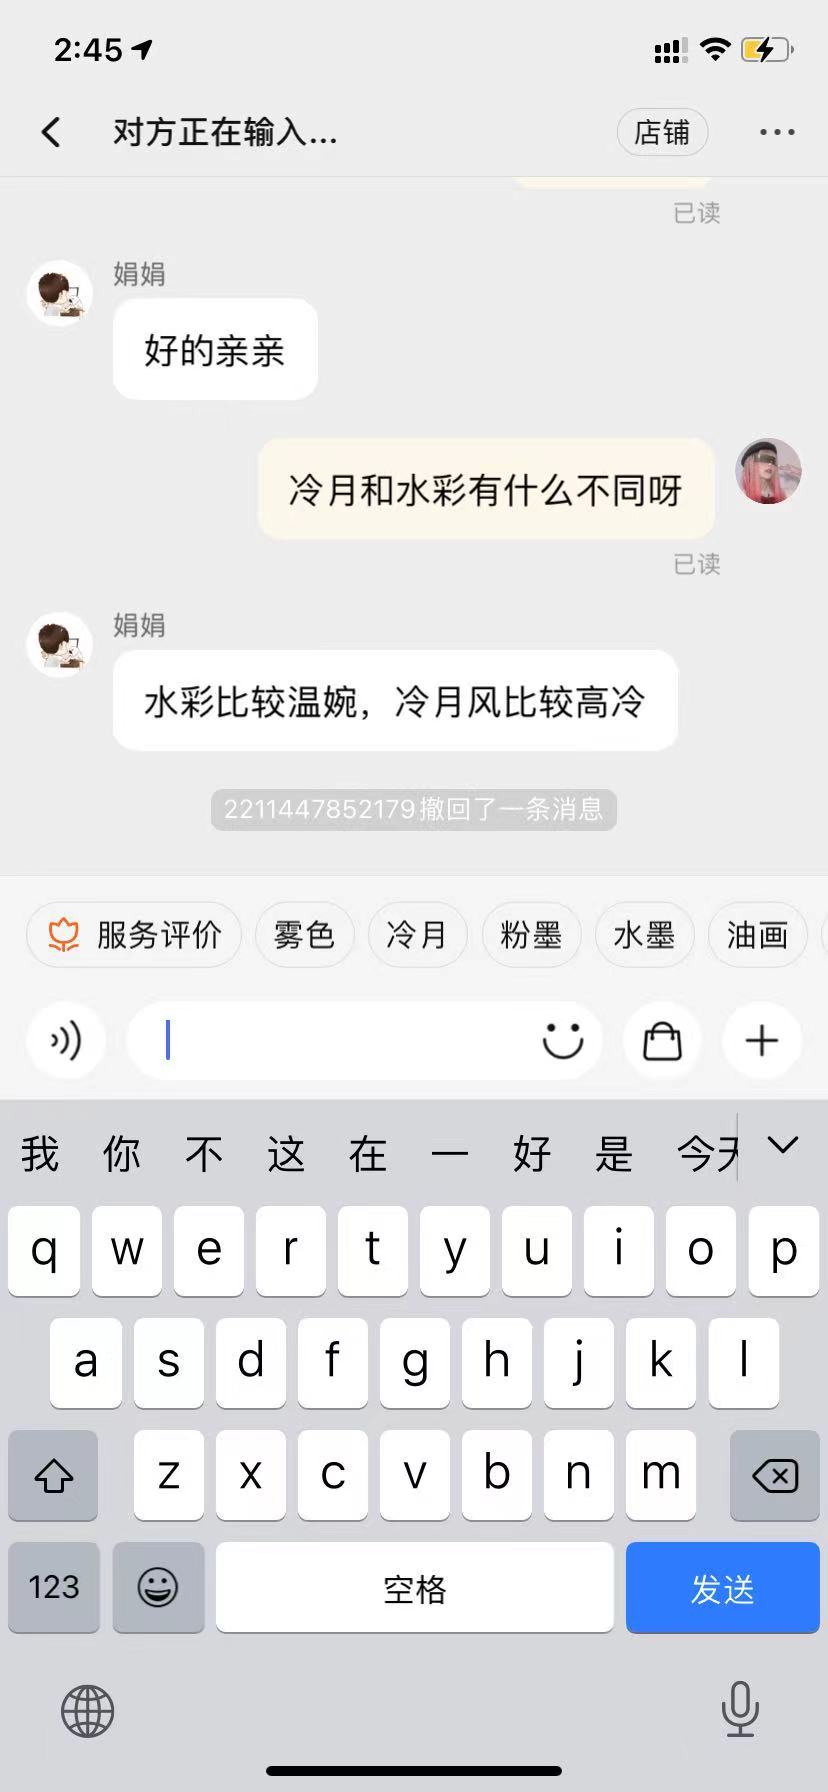 2:45
对方正在输入...
店铺
已读
娟娟
好的亲亲
冷月和水彩有什么不同呀
已读
娟娟
水彩比较温婉，冷月风比较高冷
2211447852179撤回了一条消息
服务评价 雾色 冷月 粉墨 水墨 油画
我 你 不 这 在 一 好 是 今天
q w e r t y u i o p
a s d f g h j k l
z x c v b n m
123 空格 发送